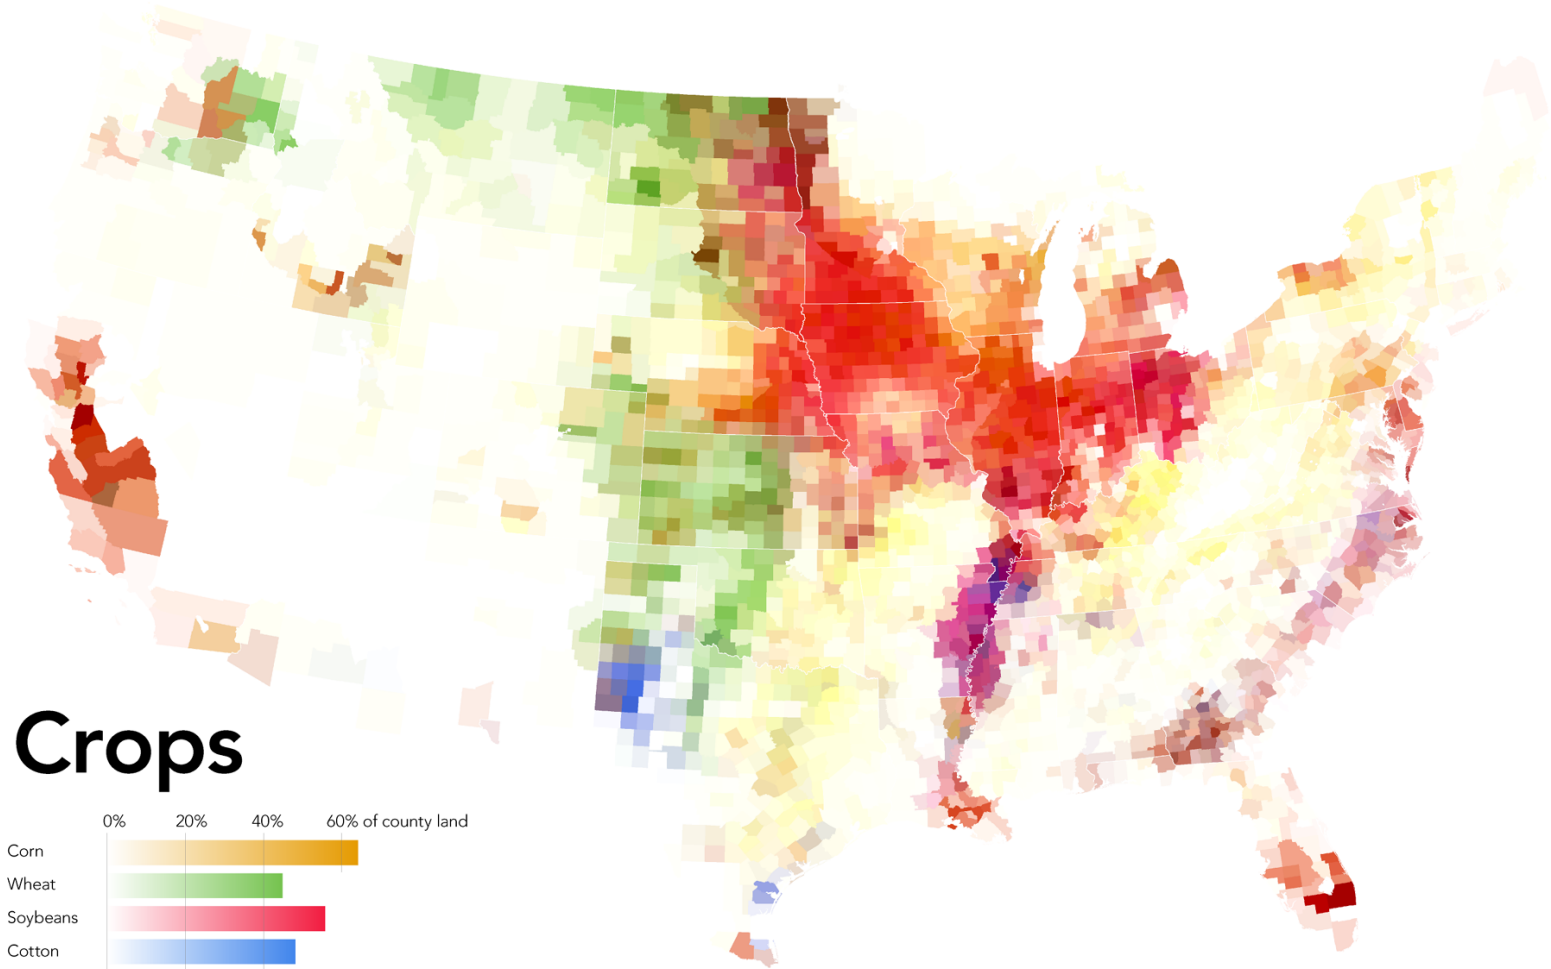 Crops
0% 20% 40% 60% of county land
Corn
Wheat
Soybeans
Cotton